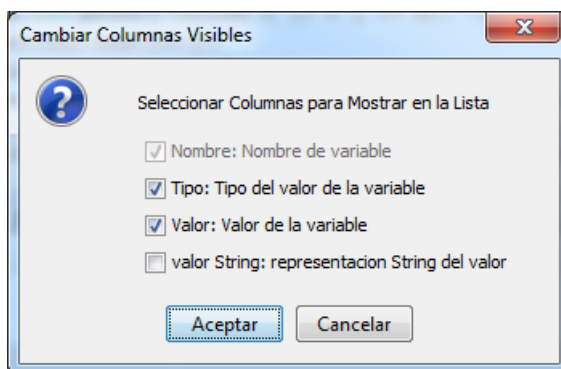 Cambiar Columnas Visibles
Seleccionar Columnas para Mostrar en la Lista
Nombre: Nombre de variable
Tipo: Tipo del valor de la variable
Valor: Valor de la variable
valor String: representacion String del valor
Aceptar Cancelar